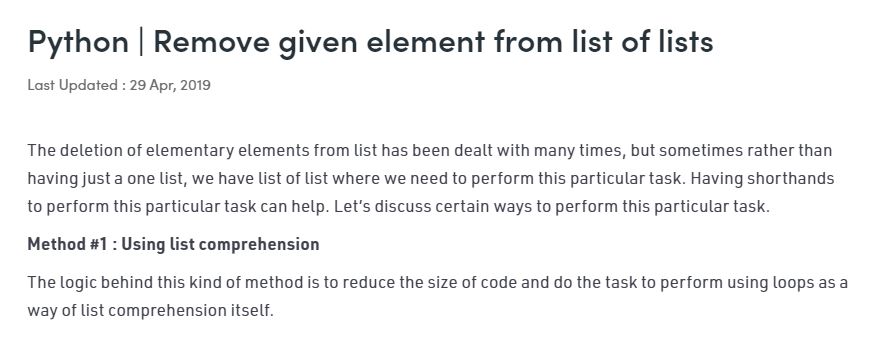 Python | Remove given element from list of lists
Last Updated : 29 Apr, 2019
The deletion of elementary elements from list has been dealt with many times, but sometimes rather than
having just a one list, we have list of list where we need to perform this particular task. Having shorthands
to perform this particular task can help. Let’s discuss certain ways to perform this particular task.
Method #1 : Using list comprehension
The logic behind this kind of method is to reduce the size of code and do the task to perform using loops as a
way of list comprehension itself.